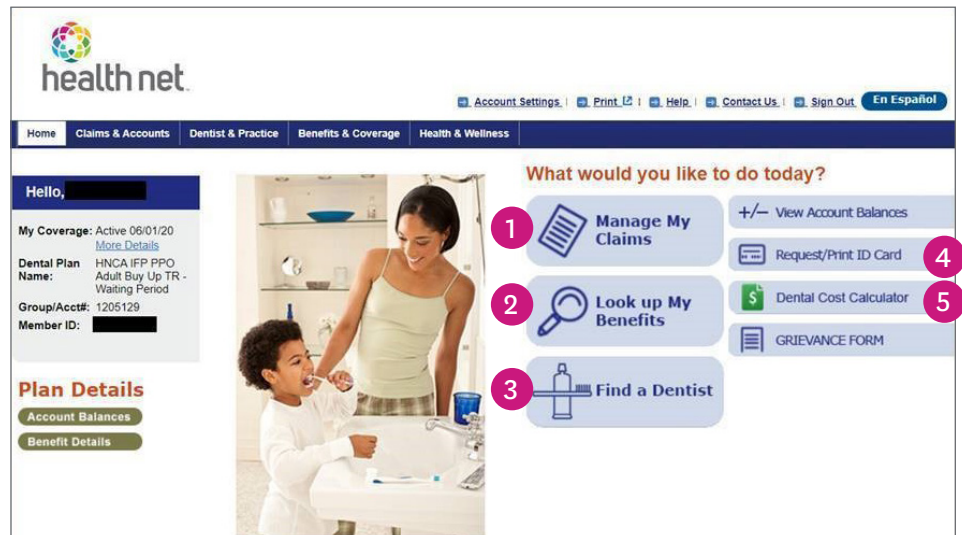 health net.
Account Settings | Print | Help | Contact Us | Sign Out En Español
Home Claims & Accounts Dentist & Practice Benefits & Coverage Health & Wellness
Hello,
My Coverage: Active 06/01/20
More Details
Dental Plan Name: HNCA IFP PPO
Adult Buy Up TR -
Waiting Period
Group/Acct#: 1205129
Member ID:
Plan Details
Account Balances
Benefit Details
What would you like to do today?
1 Manage My
Claims
2 Look up My
Benefits
3 Find a Dentist
+/- View Account Balances
Request/Print ID Card 4
$ Dental Cost Calculator 5
GRIEVANCE FORM